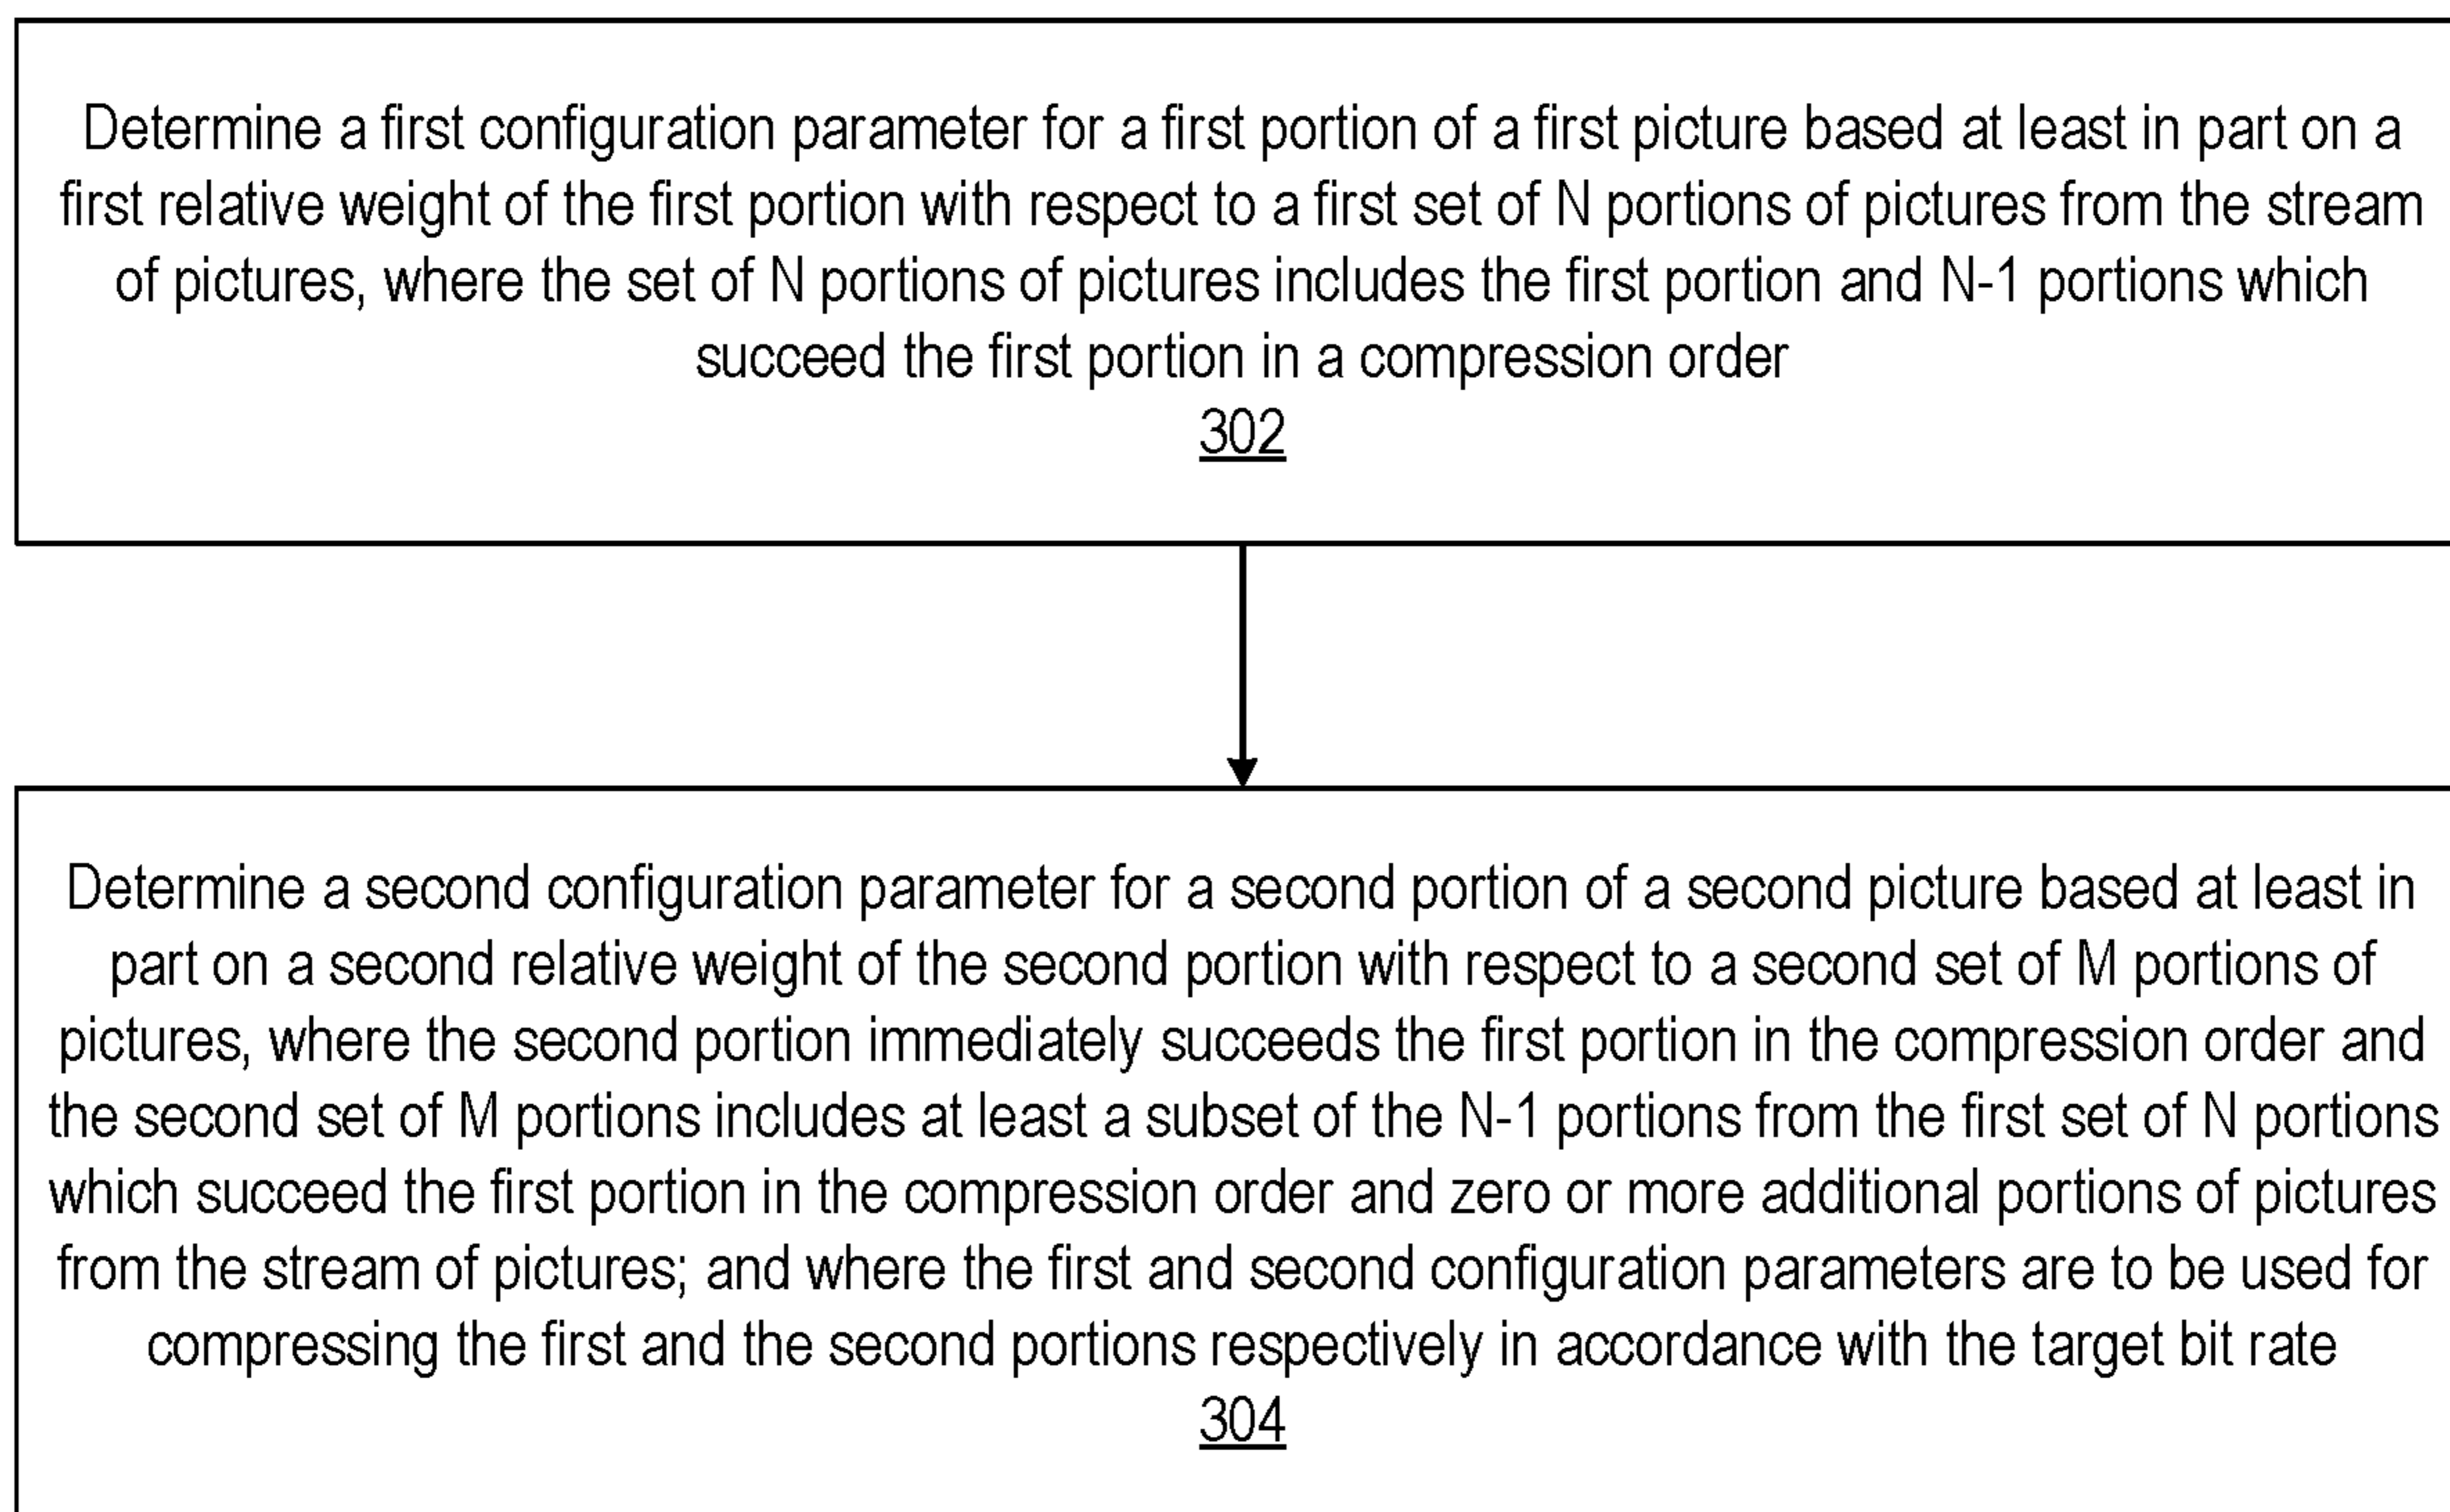 Determine a first configuration parameter for a first portion of a first picture based at least in part on a
first relative weight of the first portion with respect to a first set of N portions of pictures from the stream
of pictures, where the set of N portions of pictures includes the first portion and N-1 portions which
succeed the first portion in a compression order
302
Determine a second configuration parameter for a second portion of a second picture based at least in
part on a second relative weight of the second portion with respect to a second set of M portions of
pictures, where the second portion immediately succeeds the first portion in the compression order and
the second set of M portions includes at least a subset of the N-1 portions from the first set of N portions
which succeed the first portion in the compression order and zero or more additional portions of pictures
from the stream of pictures; and where the first and second configuration parameters are to be used for
compressing the first and the second portions respectively in accordance with the target bit rate
304